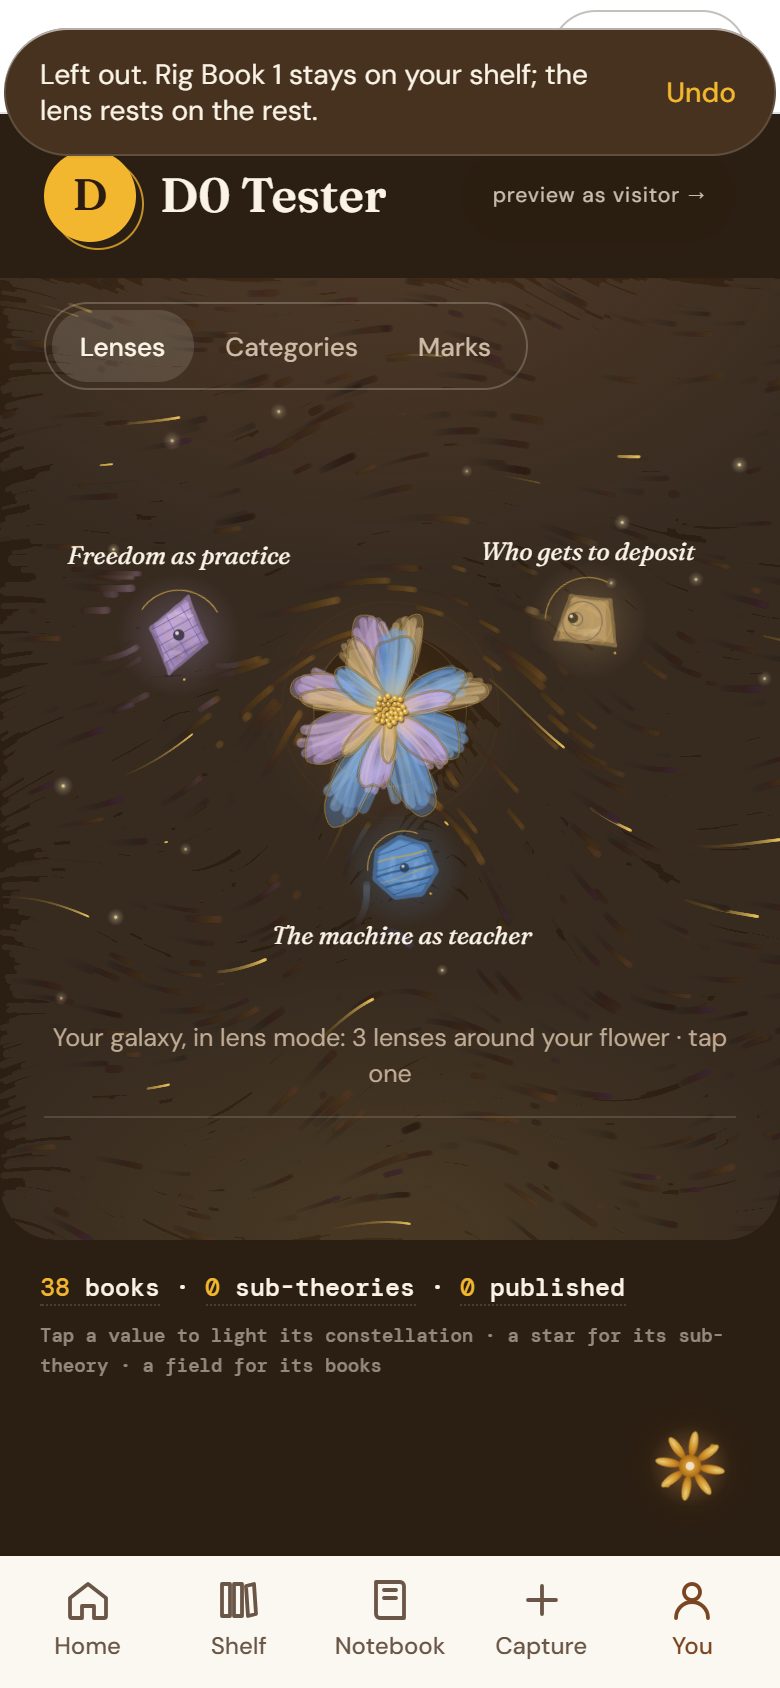 Left out. Rig Book 1 stays on your shelf; the
lens rests on the rest.
Undo
D
D0 Tester
preview as visitor →
Lenses
Categories
Marks
Freedom as practice
Who gets to deposit
The machine as teacher
Your galaxy, in lens mode: 3 lenses around your flower · tap
one
38 books · 0 sub-theories · 0 published
Tap a value to light its constellation · a star for its sub-
theory · a field for its books
Home
Shelf
Notebook
Capture
You